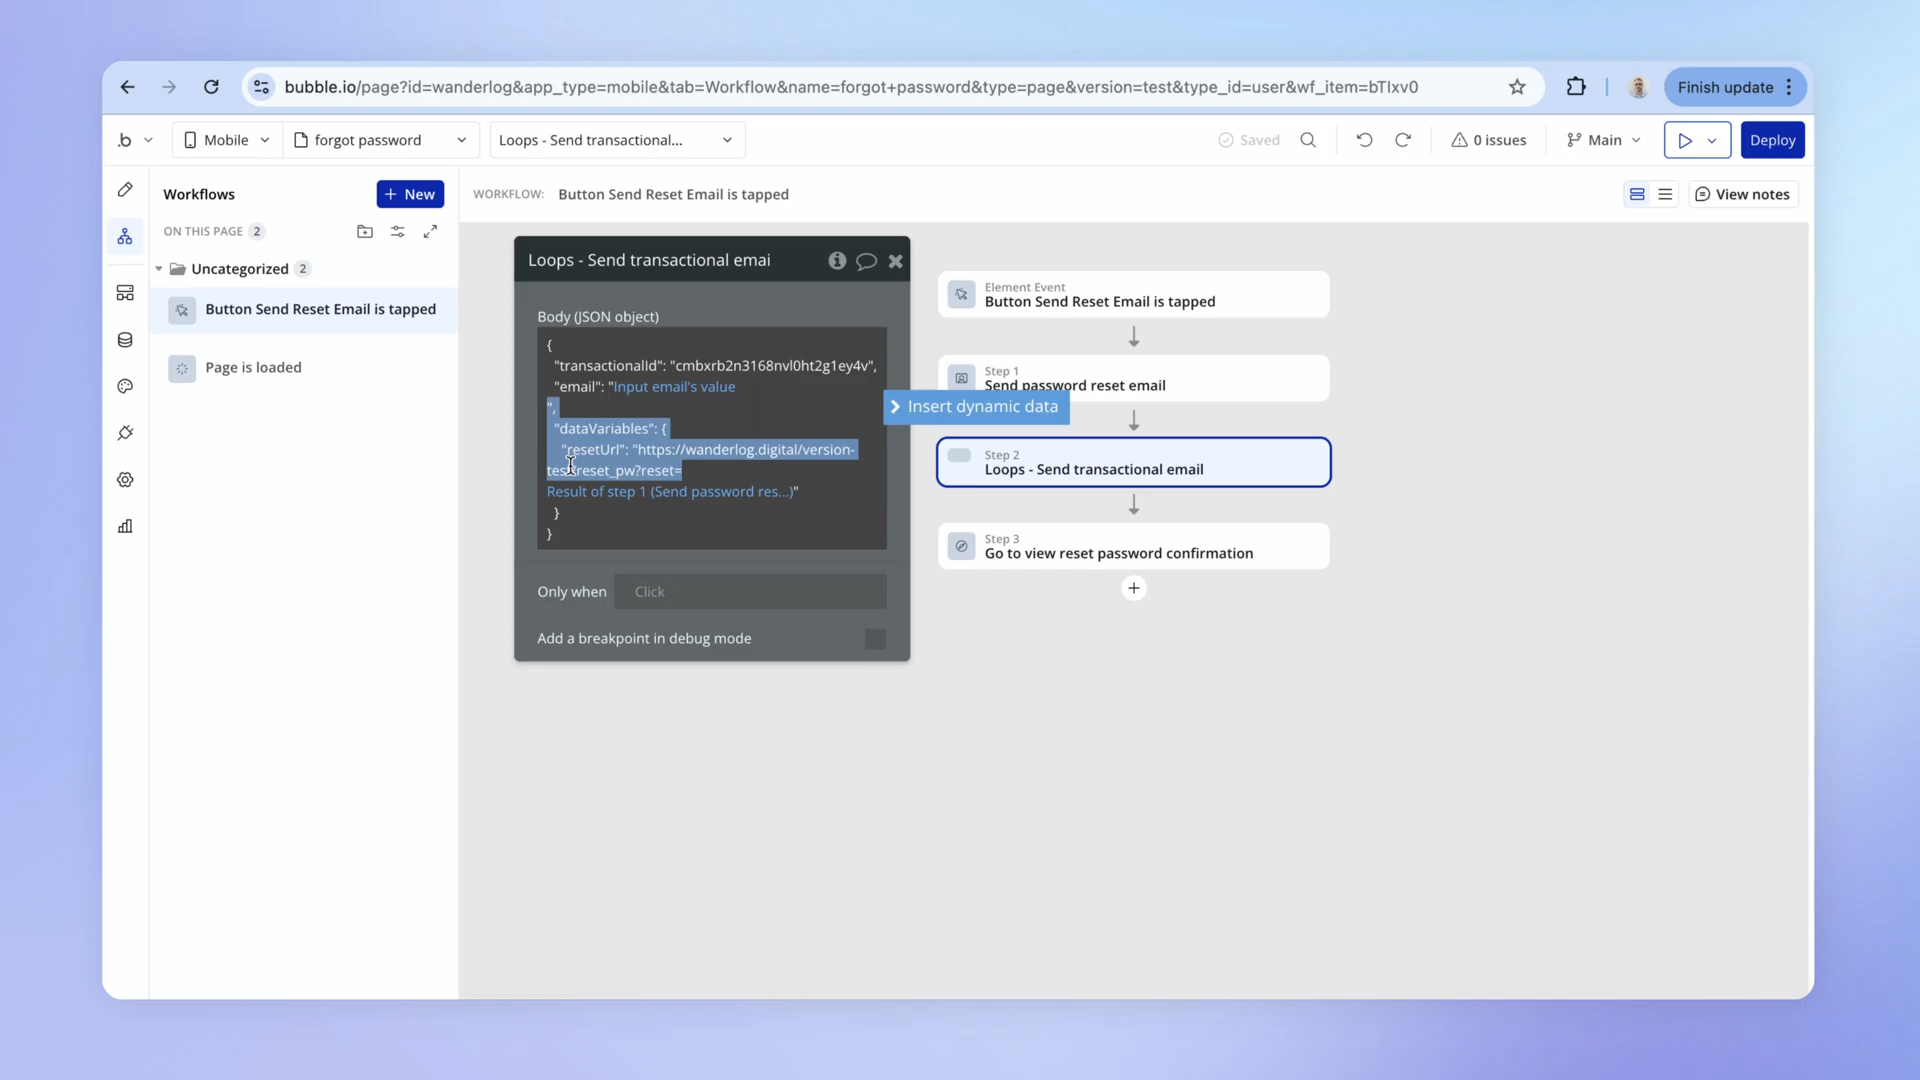 bubble.io/page?id=wanderlog&app_type=mobile&tab=Workflow&name=forgot+password&type=page&version=test&type_id=user&wf_item=bTIxv0
Finish update
Mobile
forgot password
Loops - Send transactional...
Saved
0 issues
Main
Deploy
Workflows
+ New
WORKFLOW: Button Send Reset Email is tapped
View notes
ON THIS PAGE 2
Uncategorized 2
Button Send Reset Email is tapped
Page is loaded
Loops - Send transactional emai
Body (JSON object)
{
"transactionalId": "cmbxrb2n3168nvl0ht2g1ey4v",
"email": "Input email's value
",
"dataVariables": {
"resetUrl": "https://wanderlog.digital/version-
test/reset_pw?reset=
Result of step 1 (Send password res...)"
}
}
Only when Click
Add a breakpoint in debug mode
Insert dynamic data
Element Event
Button Send Reset Email is tapped
Step 1
Send password reset email
Step 2
Loops - Send transactional email
Step 3
Go to view reset password confirmation